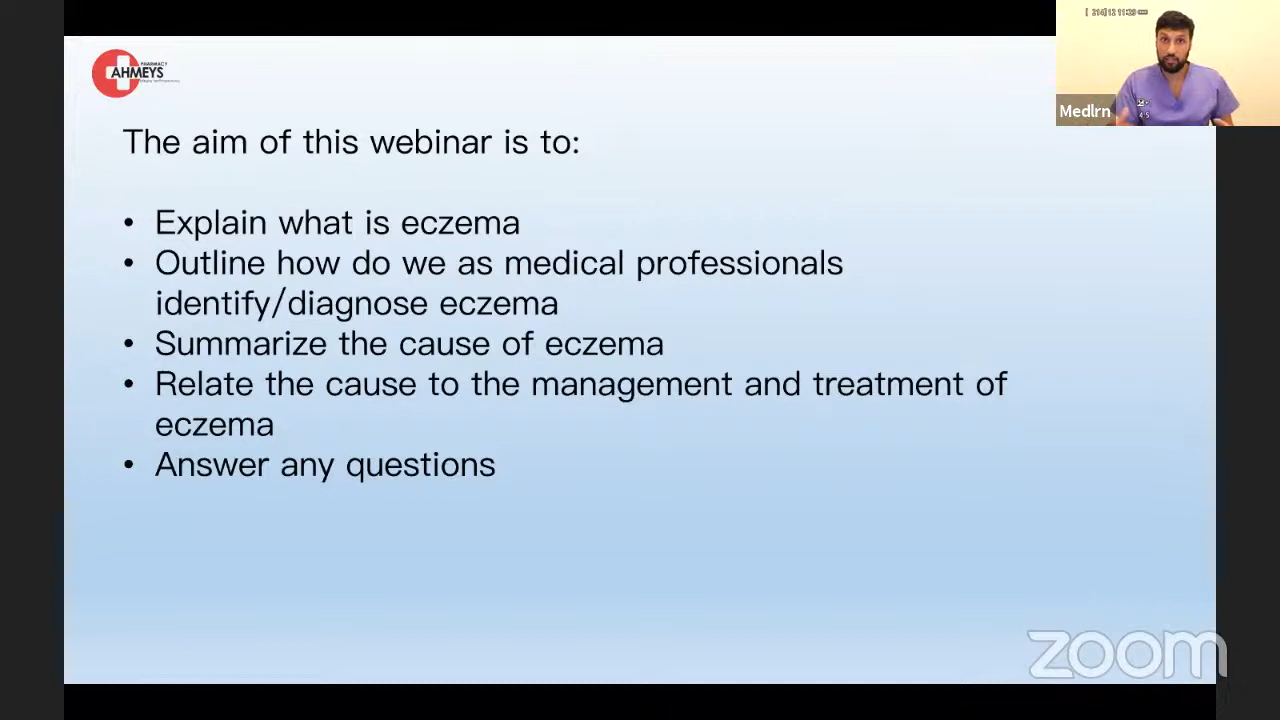 PHARMACY
AHMEYS
The aim of this webinar is to:
• Explain what is eczema
• Outline how do we as medical professionals
identify/diagnose eczema
• Summarize the cause of eczema
• Relate the cause to the management and treatment of
eczema
• Answer any questions
Medlrn
zoom